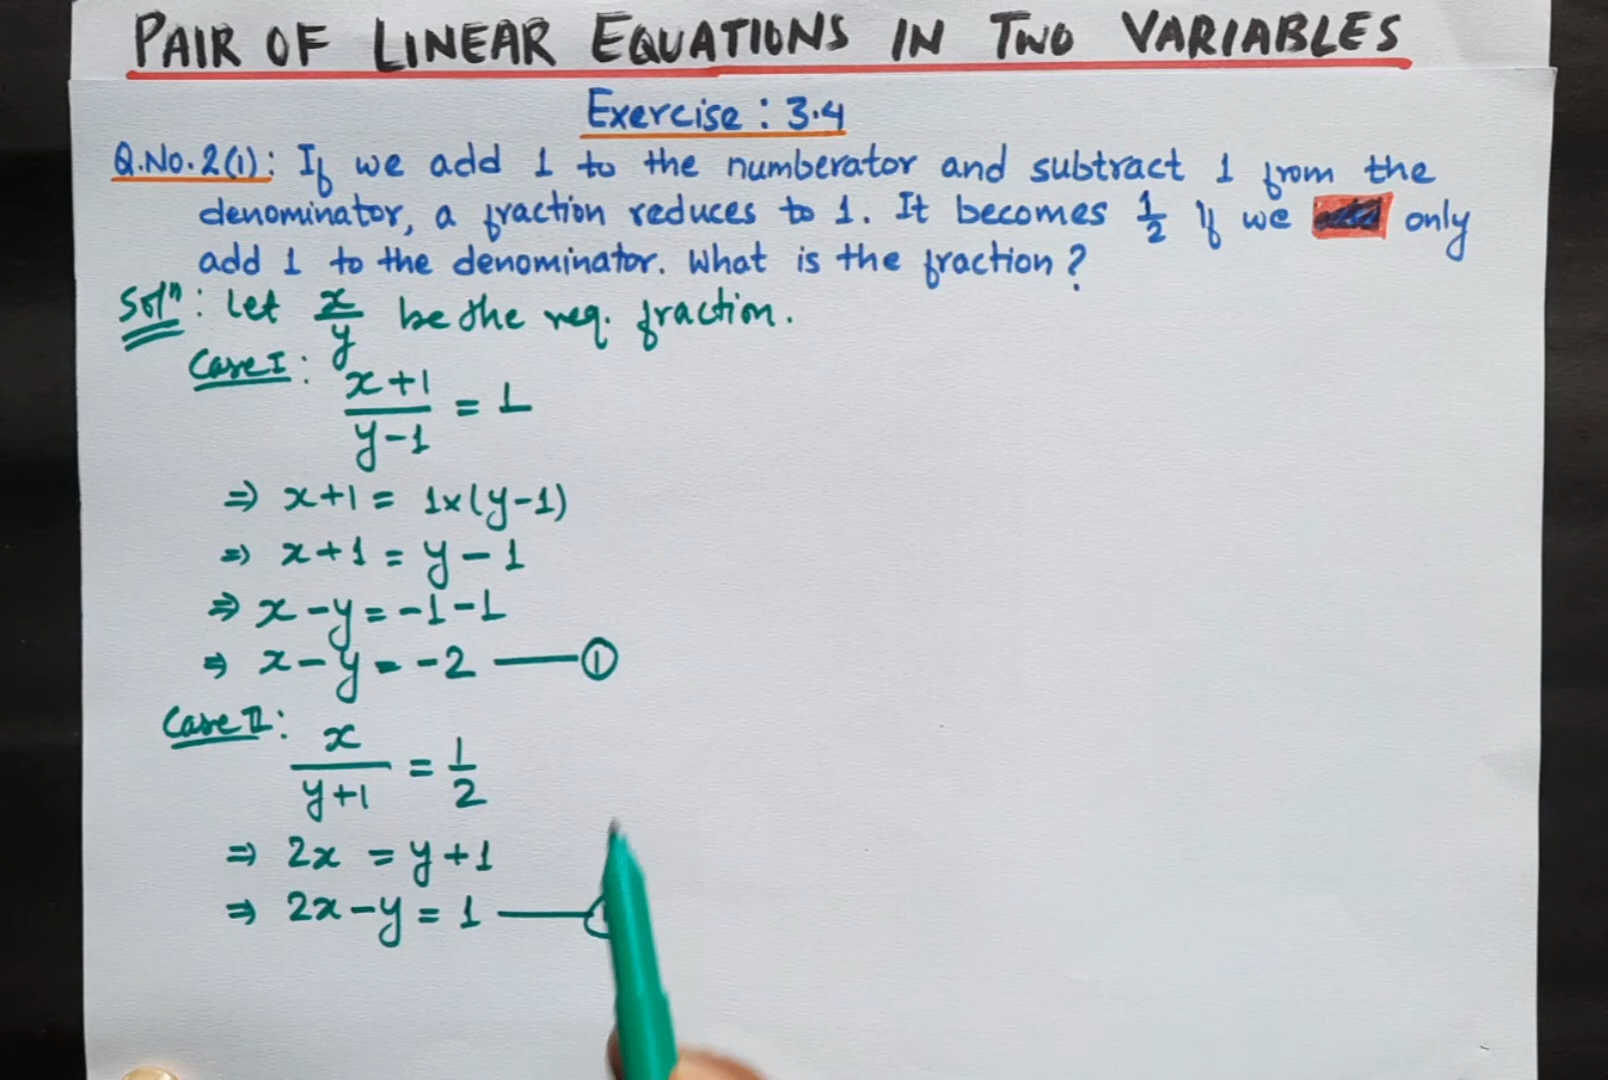 PAIR OF LINEAR EQUATIONS IN TWO VARIABLES
Exercise: 3.4
Q.No.2(1): If we add 1 to the numberator and subtract 1 from the
denominator, a fraction reduces to 1. It becomes 1/2 If we only
add 1 to the denominator. What is the fraction?
Solⁿ: Let x/y be the req. fraction.
Case I:
(x+1)/(y-1) = 1
⇒ x+1 = 1×(y-1)
⇒ x+1 = y-1
⇒ x-y = -1-1
⇒ x-y = -2 —— ①
Case II:
x/(y+1) = 1/2
⇒ 2x = y+1
⇒ 2x-y = 1 ——